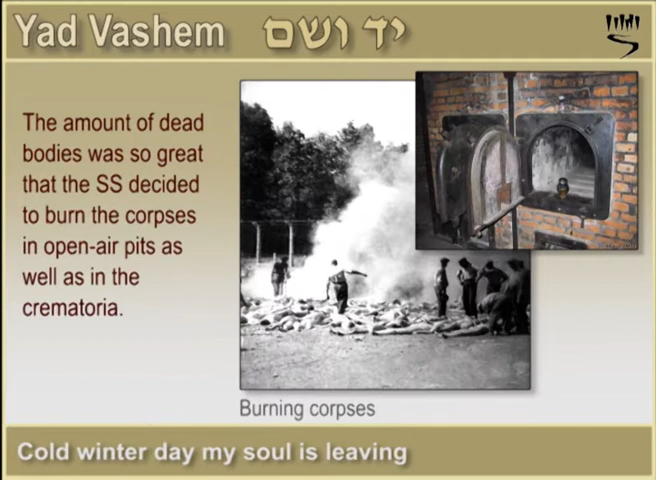 Yad Vashem יד ושם
The amount of dead
bodies was so great
that the SS decided
to burn the corpses
in open-air pits as
well as in the
crematoria.
Burning corpses
Cold winter day my soul is leaving